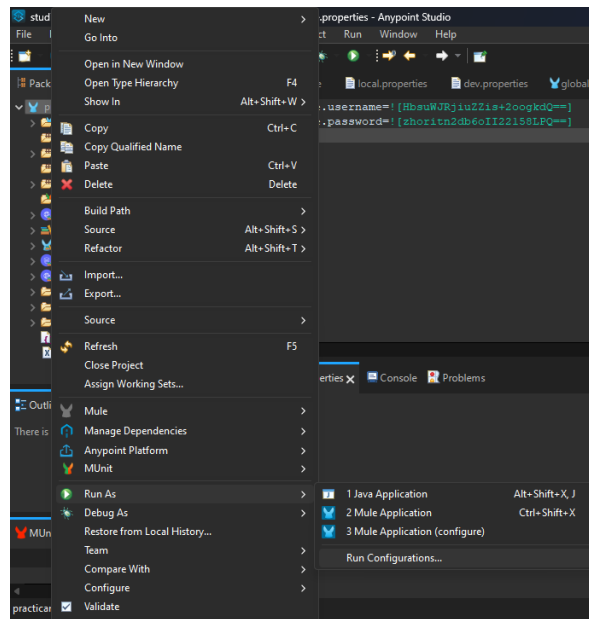 stud
.properties - Anypoint Studio
File
ct Run Window Help
Pack
local.properties dev.properties global
.username=![HbsuWJRjiuZZis+2oogkdQ==]
.password=![zhoritn2db6oII22158LPQ==]
New
Go Into
Open in New Window
Open Type Hierarchy F4
Show In Alt+Shift+W
Copy Ctrl+C
Copy Qualified Name
Paste Ctrl+V
Delete Delete
Build Path
Source Alt+Shift+S
Refactor Alt+Shift+T
Import...
Export...
Source
Refresh F5
Close Project
Assign Working Sets...
erties Console Problems
Outli
There is
Mule
Manage Dependencies
Anypoint Platform
MUnit
Run As
Debug As
Restore from Local History...
Team
Compare With
Configure
Validate
1 Java Application Alt+Shift+X, J
2 Mule Application Ctrl+Shift+X
3 Mule Application (configure)
Run Configurations...
MUn
practicar